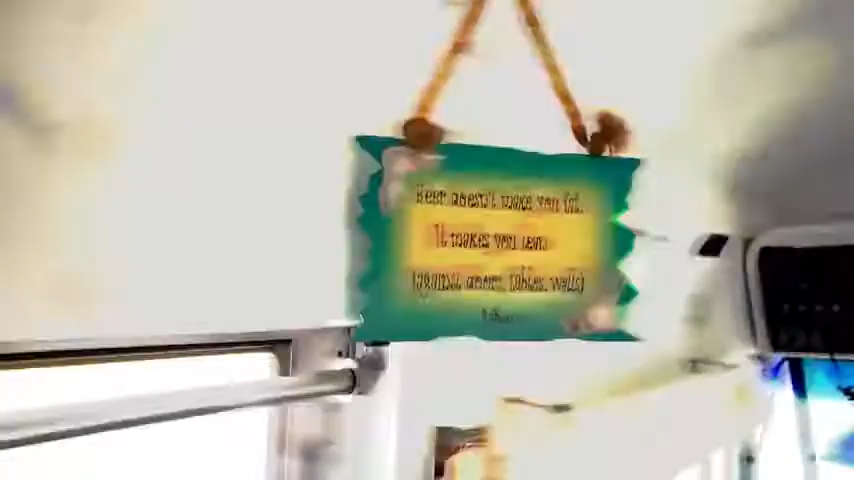 Beer doesn't make you fat.
It makes you lean...
(against doors, tables, walls)